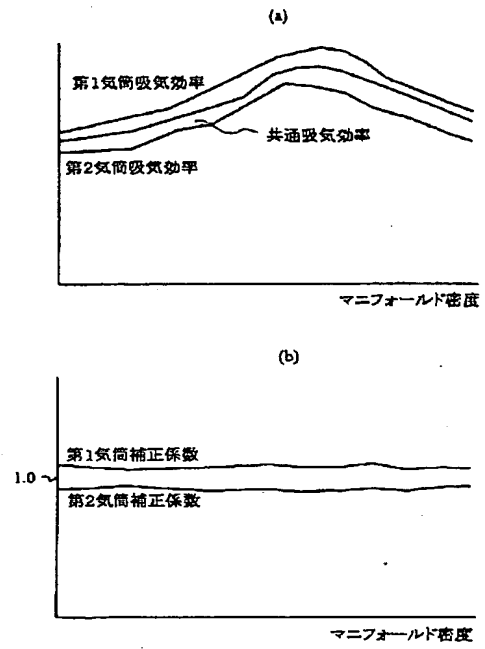 (a)
第1気筒吸気効率
共通吸気効率
第2気筒吸気効率
マニフォールド密度
(b)
第1気筒補正係数
1.0
第2気筒補正係数
マニフォールド密度